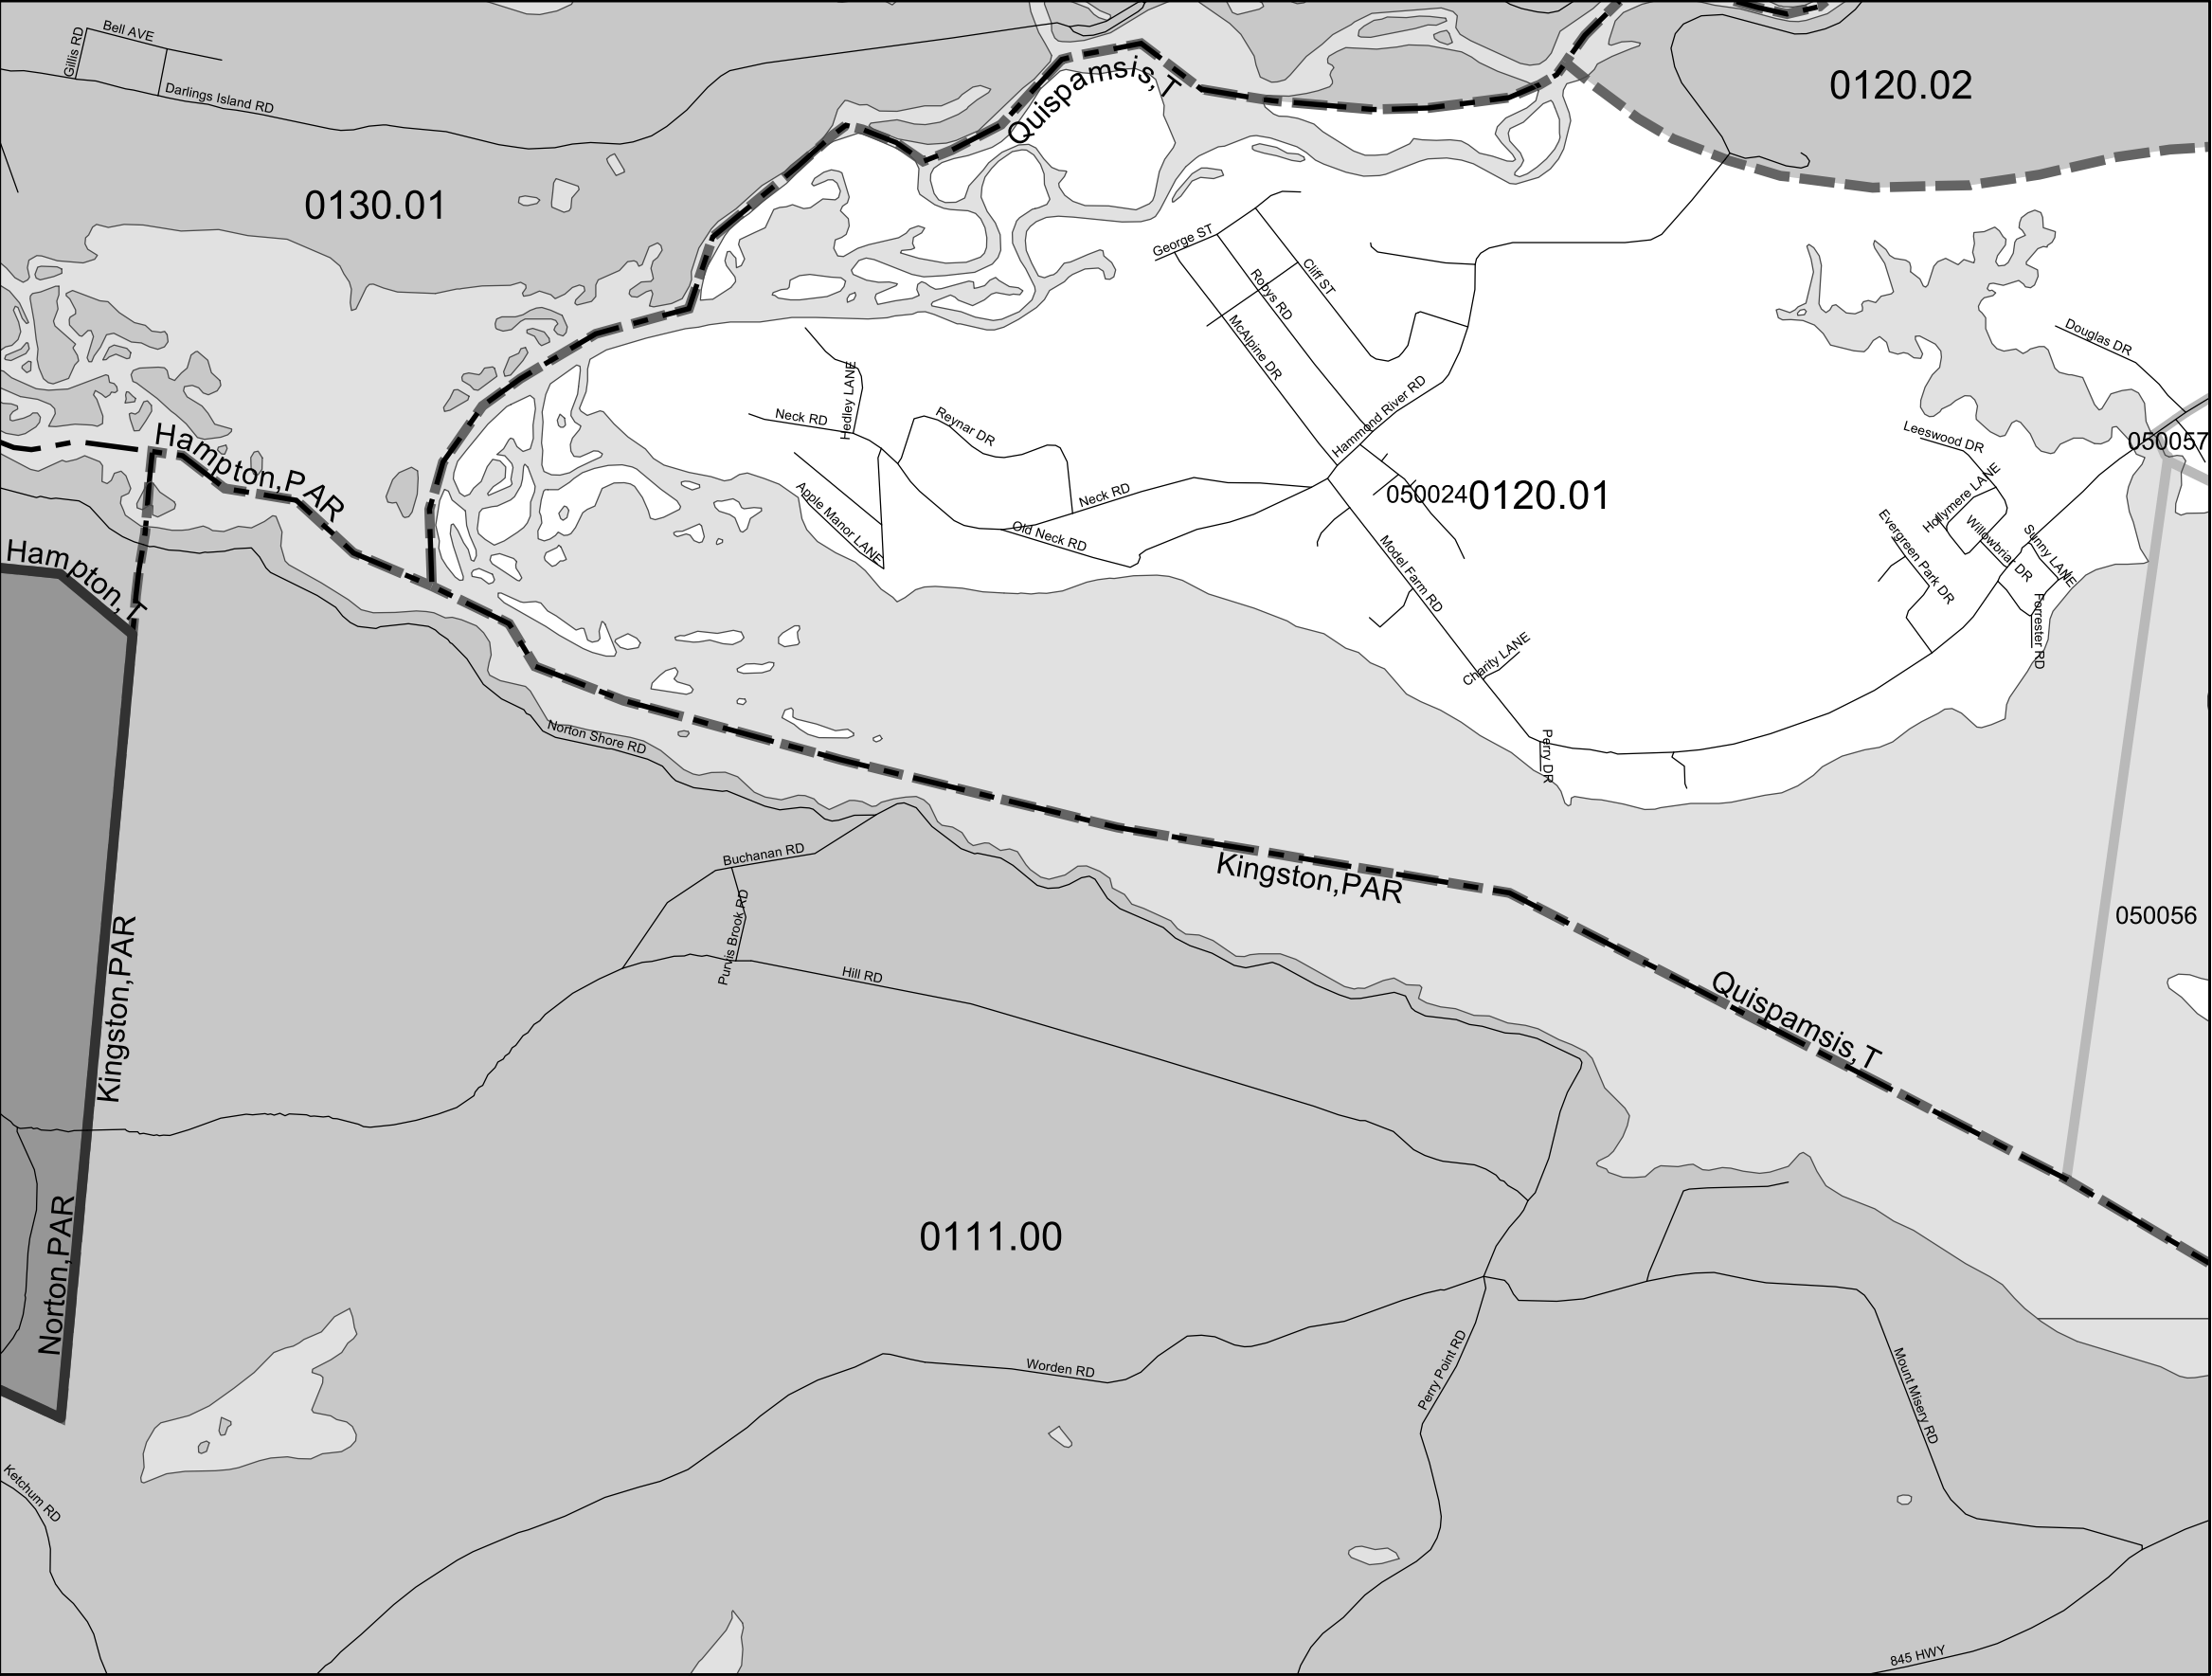 Bell AVE
Gillis RD
Darlings Island RD
Quispamsis,T
0120.02
0130.01
George ST
Cliff ST
Robys RD
McAlpine DR
Douglas DR
Hedley LANE
Neck RD
Reynar DR
Hammond River RD
Hampton,PAR
Leeswood DR
050057
Apple Manor LANE
Neck RD
Old Neck RD
0500240120.01
Hollymere LANE
Willowbriar DR
Evergreen Park DR
Sunny LANE
Forrester RD
Hampton,T
Model Farm RD
Charity LANE
Perry DR
Norton Shore RD
Buchanan RD
Kingston,PAR
Purvis Brook RD
Hill RD
050056
Kingston,PAR
Quispamsis,T
Norton,PAR
0111.00
Worden RD
Perry Point RD
Mount Misery RD
Ketchum RD
845 HWY